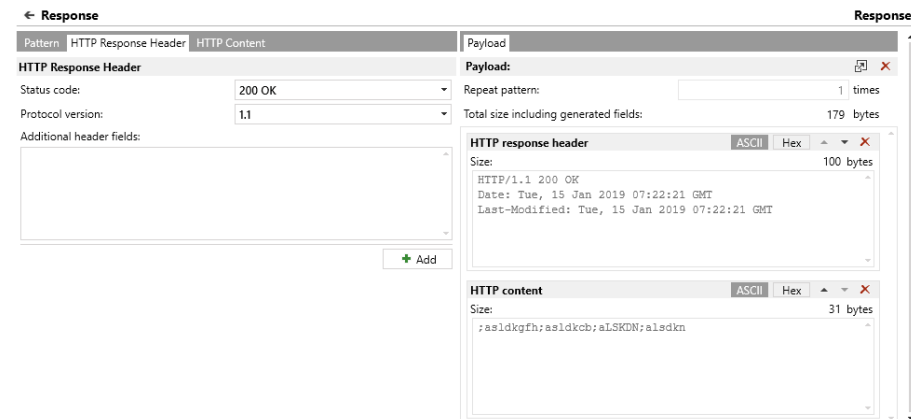 ← Response
Response
Pattern HTTP Response Header HTTP Content
HTTP Response Header
Status code: 200 OK
Protocol version: 1.1
Additional header fields:
+ Add
Payload
Payload:
Repeat pattern: 1 times
Total size including generated fields: 179 bytes
HTTP response header ASCII Hex
Size: 100 bytes
HTTP/1.1 200 OK
Date: Tue, 15 Jan 2019 07:22:21 GMT
Last-Modified: Tue, 15 Jan 2019 07:22:21 GMT
HTTP content ASCII Hex
Size: 31 bytes
;asldkgfh;asldkcb;aLSKDN;alsdkn